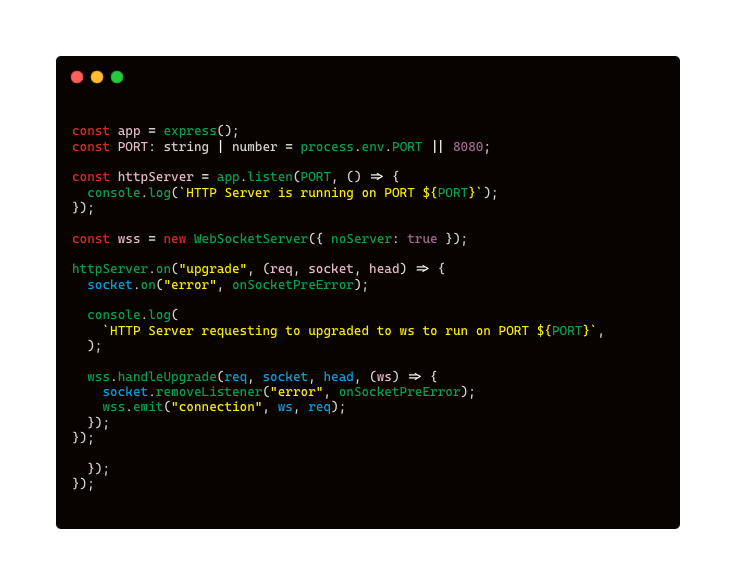 const app = express();
const PORT: string | number = process.env.PORT || 8080;
const httpServer = app.listen(PORT, () => {
  console.log(`HTTP Server is running on PORT ${PORT}`);
});
const wss = new WebSocketServer({ noServer: true });
httpServer.on("upgrade", (req, socket, head) => {
  socket.on("error", onSocketPreError);
  console.log(
    `HTTP Server requesting to upgraded to ws to run on PORT ${PORT}`,
  );
  wss.handleUpgrade(req, socket, head, (ws) => {
    socket.removeListener("error", onSocketPreError);
    wss.emit("connection", ws, req);
  });
});
  });
});